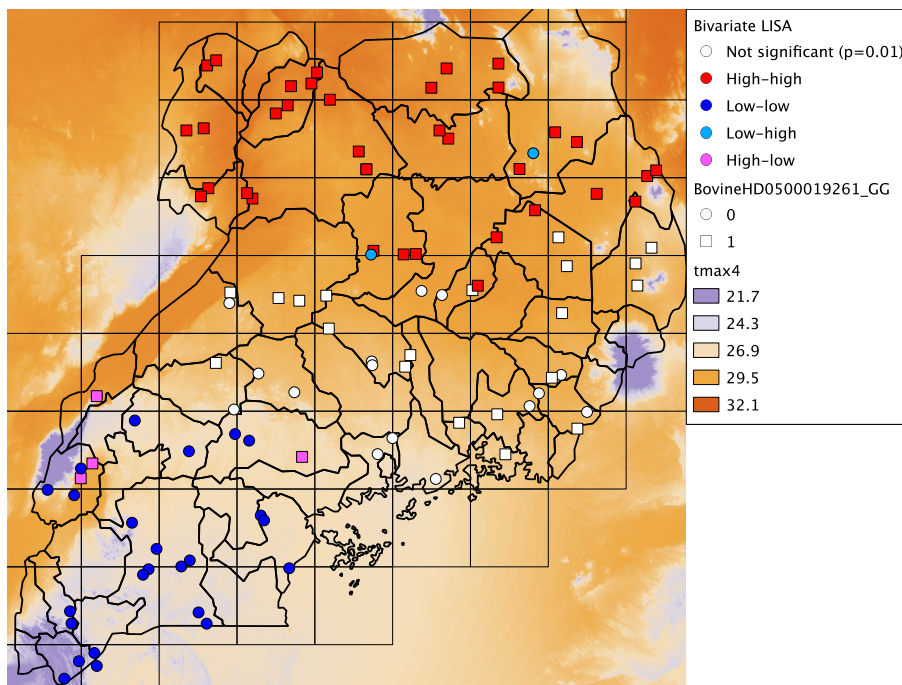 Bivariate LISA
Not significant (p=0.01)
High-high
Low-low
Low-high
High-low
BovineHD0500019261_GG
0
1
tmax4
21.7
24.3
26.9
29.5
32.1